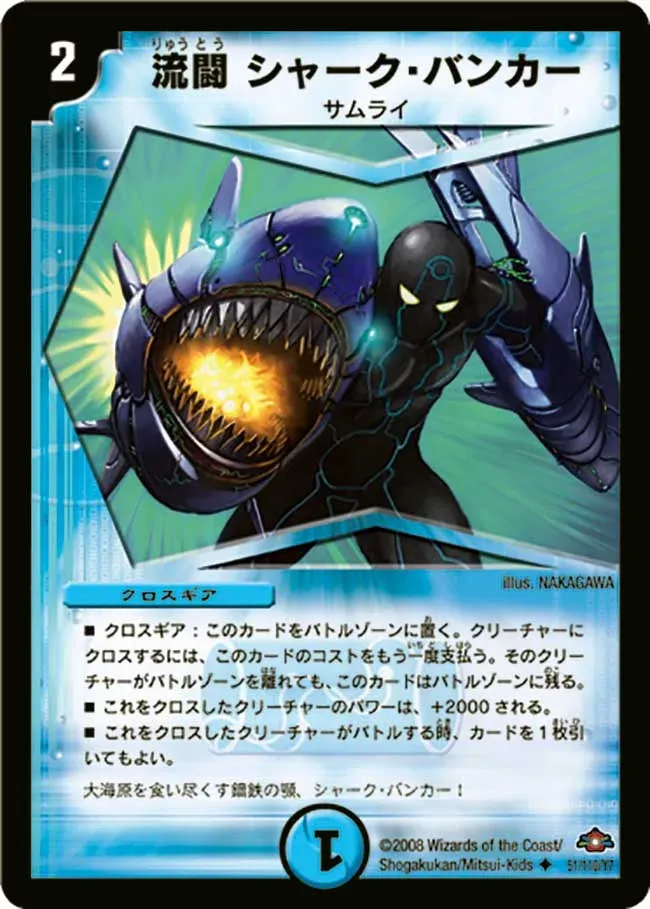 2
りゅうとう
流闘 シャーク・バンカー
サムライ
illus. NAKAGAWA
クロスギア
■ クロスギア：このカードをバトルゾーンに置く。クリーチャーに
クロスするには、このカードのコストをもう一度支払う。そのクリー
チャーがバトルゾーンを離れても、このカードはバトルゾーンに残る。
■ これをクロスしたクリーチャーのパワーは、+2000 される。
■ これをクロスしたクリーチャーがバトルする時、カードを1枚引
いてもよい。
大海原を食い尽くす鋼鉄の顎、シャーク・バンカー！
1
©2008 Wizards of the Coast/
Shogakukan/Mitsui-Kids